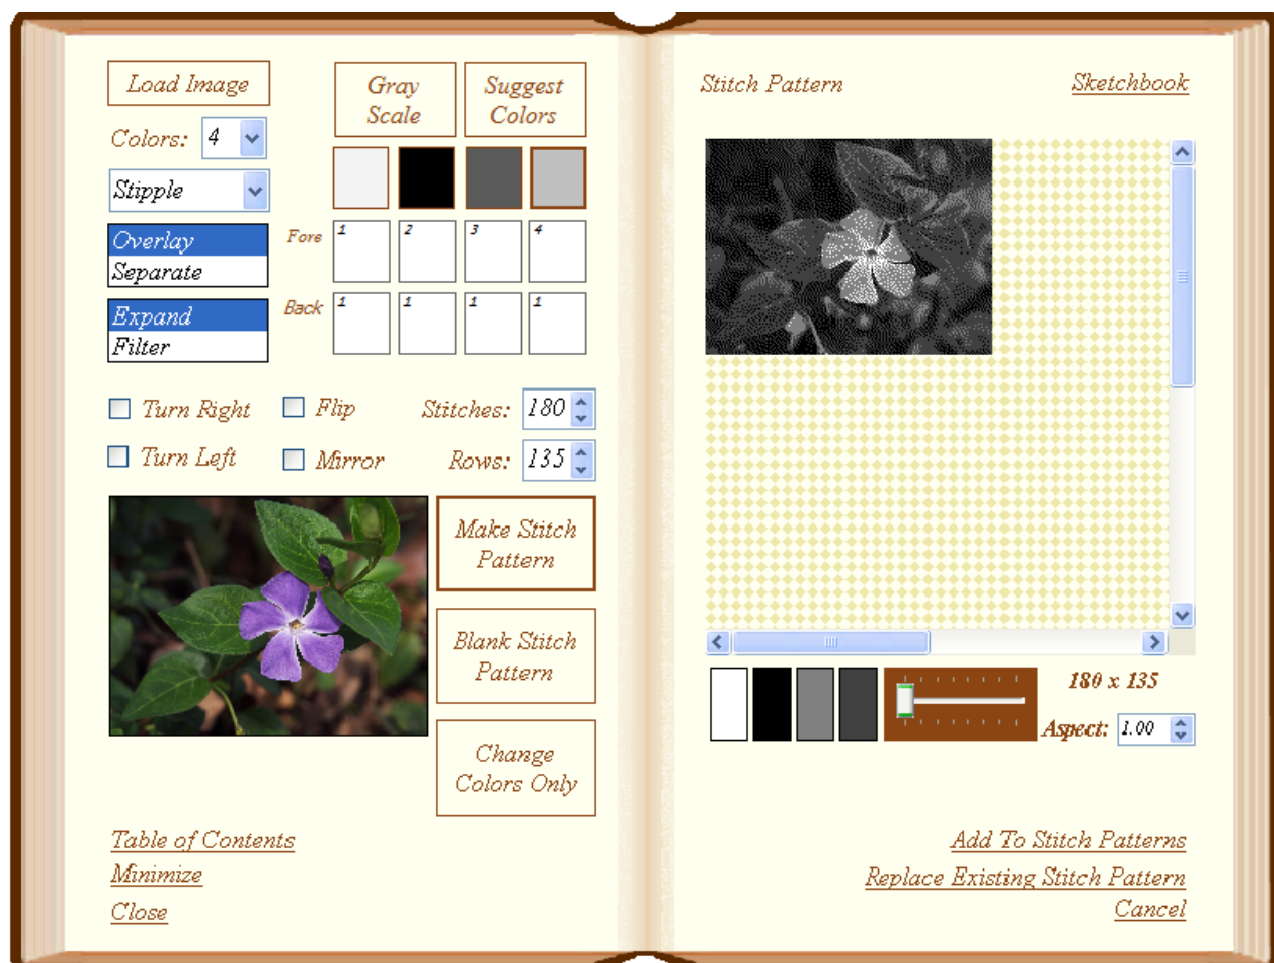 Load Image
Gray
Scale
Suggest
Colors
Colors: 4
Stipple
Overlay
Separate
Fore 1 2 3 4
Expand
Filter
Back 1 1 1 1
Turn Right
Flip
Stitches: 180
Turn Left
Mirror
Rows: 135
Make Stitch
Pattern
Blank Stitch
Pattern
Change
Colors Only
Table of Contents
Minimize
Close
Stitch Pattern
Sketchbook
180 x 135
Aspect: 1.00
Add To Stitch Patterns
Replace Existing Stitch Pattern
Cancel